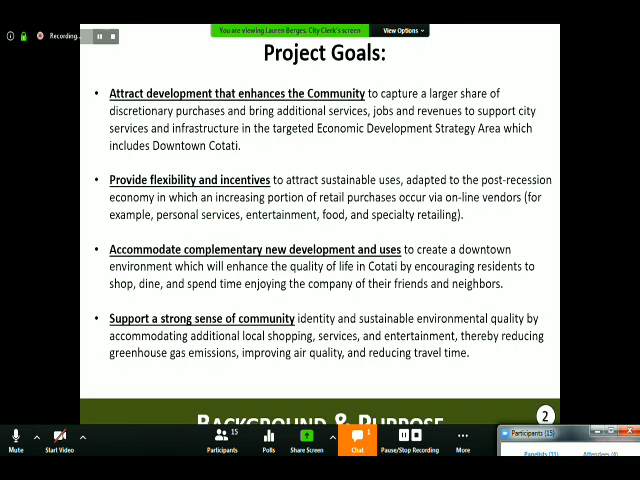 You are viewing Lauren Berges, City Clerk's screen
View Options
Recording...
Project Goals:
• Attract development that enhances the Community to capture a larger share of
discretionary purchases and bring additional services, jobs and revenues to support city
services and infrastructure in the targeted Economic Development Strategy Area which
includes Downtown Cotati.
• Provide flexibility and incentives to attract sustainable uses, adapted to the post-recession
economy in which an increasing portion of retail purchases occur via on-line vendors (for
example, personal services, entertainment, food, and specialty retailing).
• Accommodate complementary new development and uses to create a downtown
environment which will enhance the quality of life in Cotati by encouraging residents to
shop, dine, and spend time enjoying the company of their friends and neighbors.
• Support a strong sense of community identity and sustainable environmental quality by
accommodating additional local shopping, services, and entertainment, thereby reducing
greenhouse gas emissions, improving air quality, and reducing travel time.
BACKGROUND & PURPOSE
2
15
1
Participants (15)
Mute
Start Video
Participants
Polls
Share Screen
Chat
Pause/Stop Recording
More
Panelists (11)
Attendees (4)